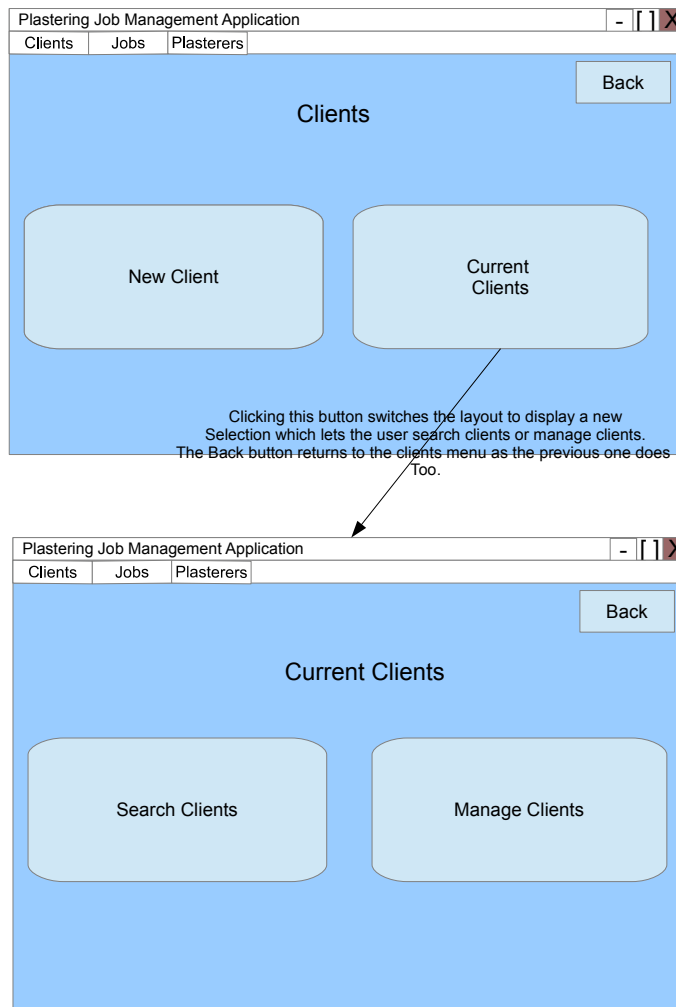 Plastering Job Management Application - [ ] X
Clients Jobs Plasterers
Back
Clients
New Client
Current
Clients
Clicking this button switches the layout to display a new
Selection which lets the user search clients or manage clients.
The Back button returns to the clients menu as the previous one does
Too.
Plastering Job Management Application - [ ] X
Clients Jobs Plasterers
Back
Current Clients
Search Clients
Manage Clients